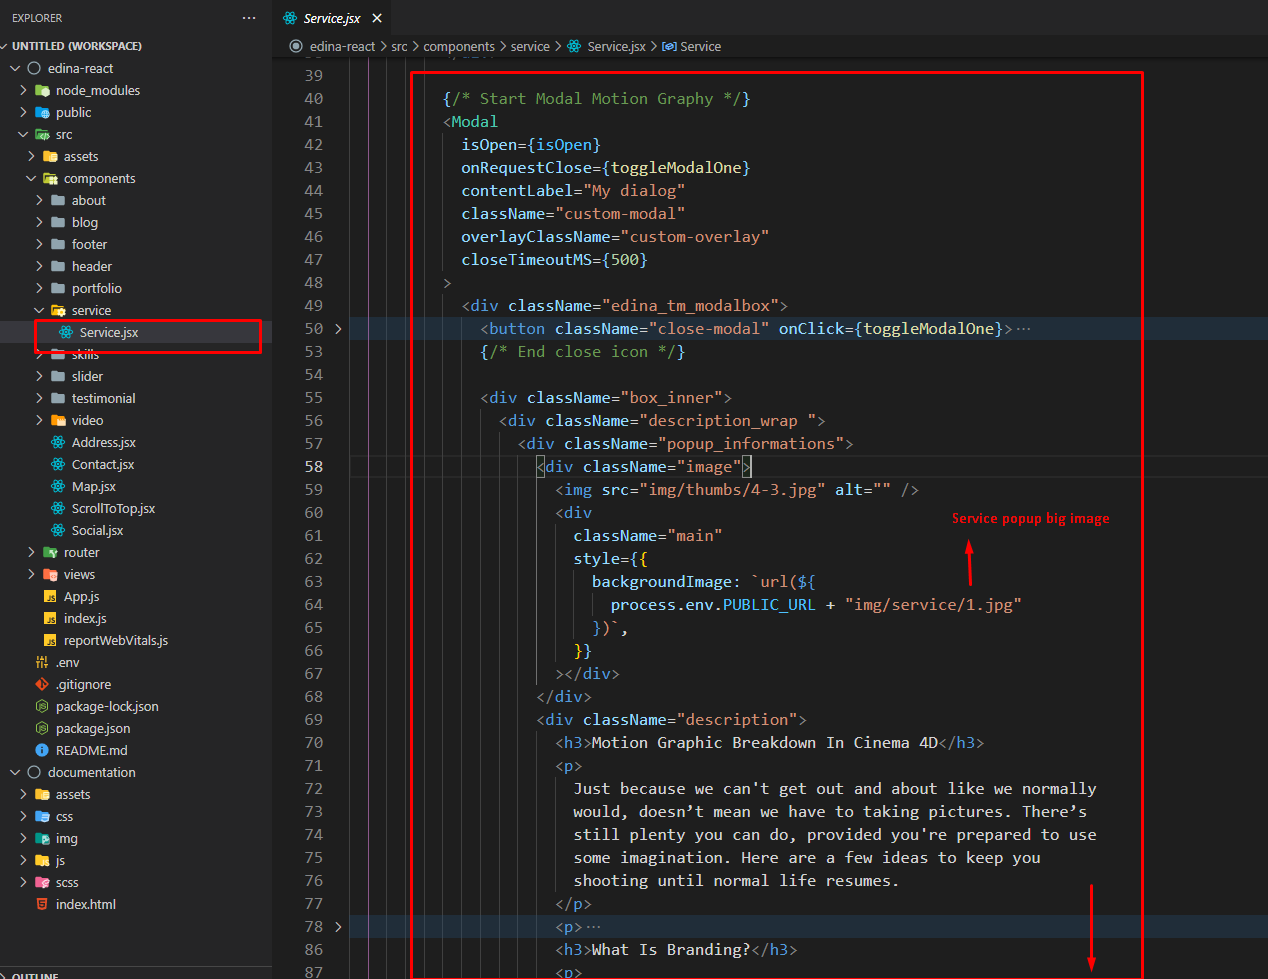 EXPLORER
···
UNTITLED (WORKSPACE)
edina-react
node_modules
public
src
assets
components
about
blog
footer
header
portfolio
service
Service.jsx
skills
slider
testimonial
video
Address.jsx
Contact.jsx
Map.jsx
ScrollToTop.jsx
Social.jsx
router
views
App.js
index.js
reportWebVitals.js
.env
.gitignore
package-lock.json
package.json
README.md
documentation
assets
css
img
js
scss
index.html
OUTLINE
Service.jsx
edina-react > src > components > service > Service.jsx > Service
39
40 {/* Start Modal Motion Graphy */}
41 <Modal
42 isOpen={isOpen}
43 onRequestClose={toggleModalOne}
44 contentLabel="My dialog"
45 className="custom-modal"
46 overlayClassName="custom-overlay"
47 closeTimeoutMS={500}
48 >
49 <div className="edina_tm_modalbox">
50 <button className="close-modal" onClick={toggleModalOne}>···
53 {/* End close icon */}
54
55 <div className="box_inner">
56 <div className="description_wrap ">
57 <div className="popup_informations">
58 <div className="image">
59 <img src="img/thumbs/4-3.jpg" alt="" />
60 <div
Service popup big image
61 className="main"
62 style={{
63 backgroundImage: `url(${
64 process.env.PUBLIC_URL + "img/service/1.jpg"
65 })`,
66 }}
67 ></div>
68 </div>
69 <div className="description">
70 <h3>Motion Graphic Breakdown In Cinema 4D</h3>
71 <p>
72 Just because we can't get out and about like we normally
73 would, doesn’t mean we have to taking pictures. There’s
74 still plenty you can do, provided you're prepared to use
75 some imagination. Here are a few ideas to keep you
76 shooting until normal life resumes.
77 </p>
78 <p>···
86 <h3>What Is Branding?</h3>
87 <p>